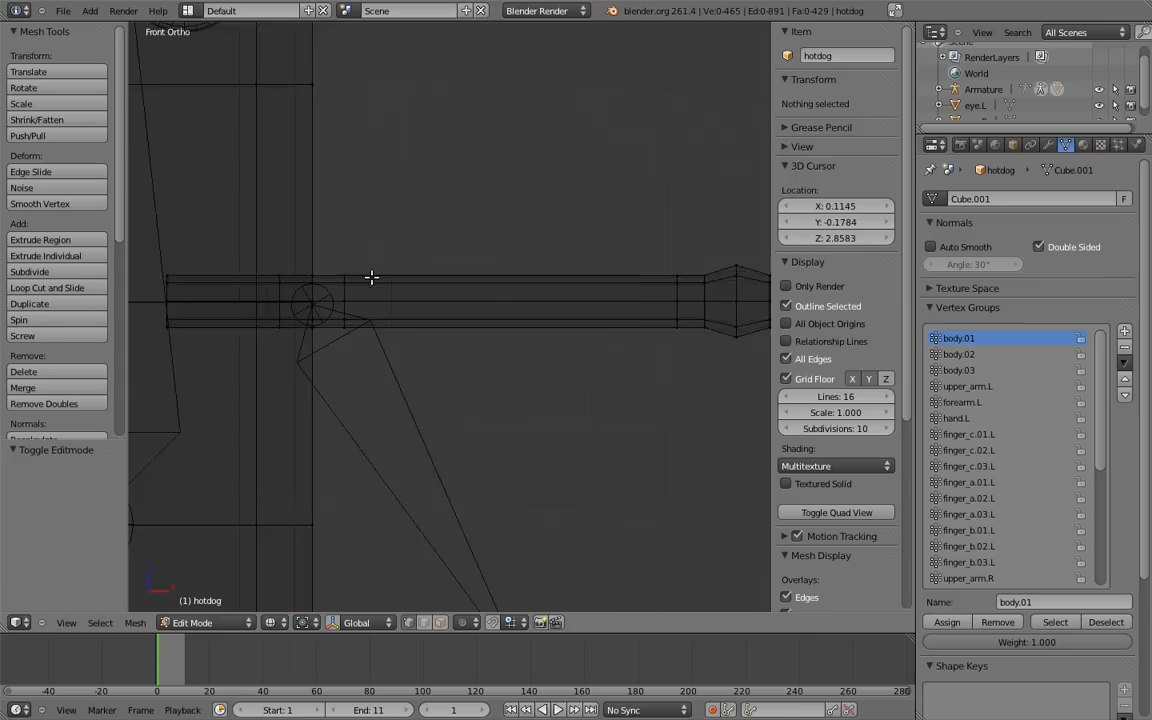 File Add Render Help Default Scene Blender Render blender.org 261.4 | Ve:0-465 | Ed:0-891 | Fa:0-429 | hotdog
Mesh Tools
Transform:
Translate
Rotate
Scale
Shrink/Fatten
Push/Pull
Deform:
Edge Slide
Noise
Smooth Vertex
Add:
Extrude Region
Extrude Individual
Subdivide
Loop Cut and Slide
Duplicate
Spin
Screw
Remove:
Delete
Merge
Remove Doubles
Normals:
Toggle Editmode
Front Ortho
(1) hotdog
Item
hotdog
Transform
Nothing selected
Grease Pencil
View
3D Cursor
Location:
X: 0.1145
Y: -0.1784
Z: 2.8583
Display
Only Render
Outline Selected
All Object Origins
Relationship Lines
All Edges
Grid Floor X Y Z
Lines: 16
Scale: 1.000
Subdivisions: 10
Shading:
Multitexture
Textured Solid
Toggle Quad View
Motion Tracking
Mesh Display
Overlays:
Edges
View Search All Scenes
RenderLayers
World
Armature
eye.L
hotdog Cube.001
Cube.001 F
Normals
Auto Smooth Double Sided
Angle: 30°
Texture Space
Vertex Groups
body.01
body.02
body.03
upper_arm.L
forearm.L
hand.L
finger_c.01.L
finger_c.02.L
finger_c.03.L
finger_a.01.L
finger_a.02.L
finger_a.03.L
finger_b.01.L
finger_b.02.L
finger_b.03.L
upper_arm.R
Name: body.01
Assign Remove Select Deselect
Weight: 1.000
Shape Keys
View Select Mesh Edit Mode Global
-40 -20 0 20 40 60 80 100 120 140 160 180 200 220 240 260 280
View Marker Frame Playback Start: 1 End: 11 1 No Sync